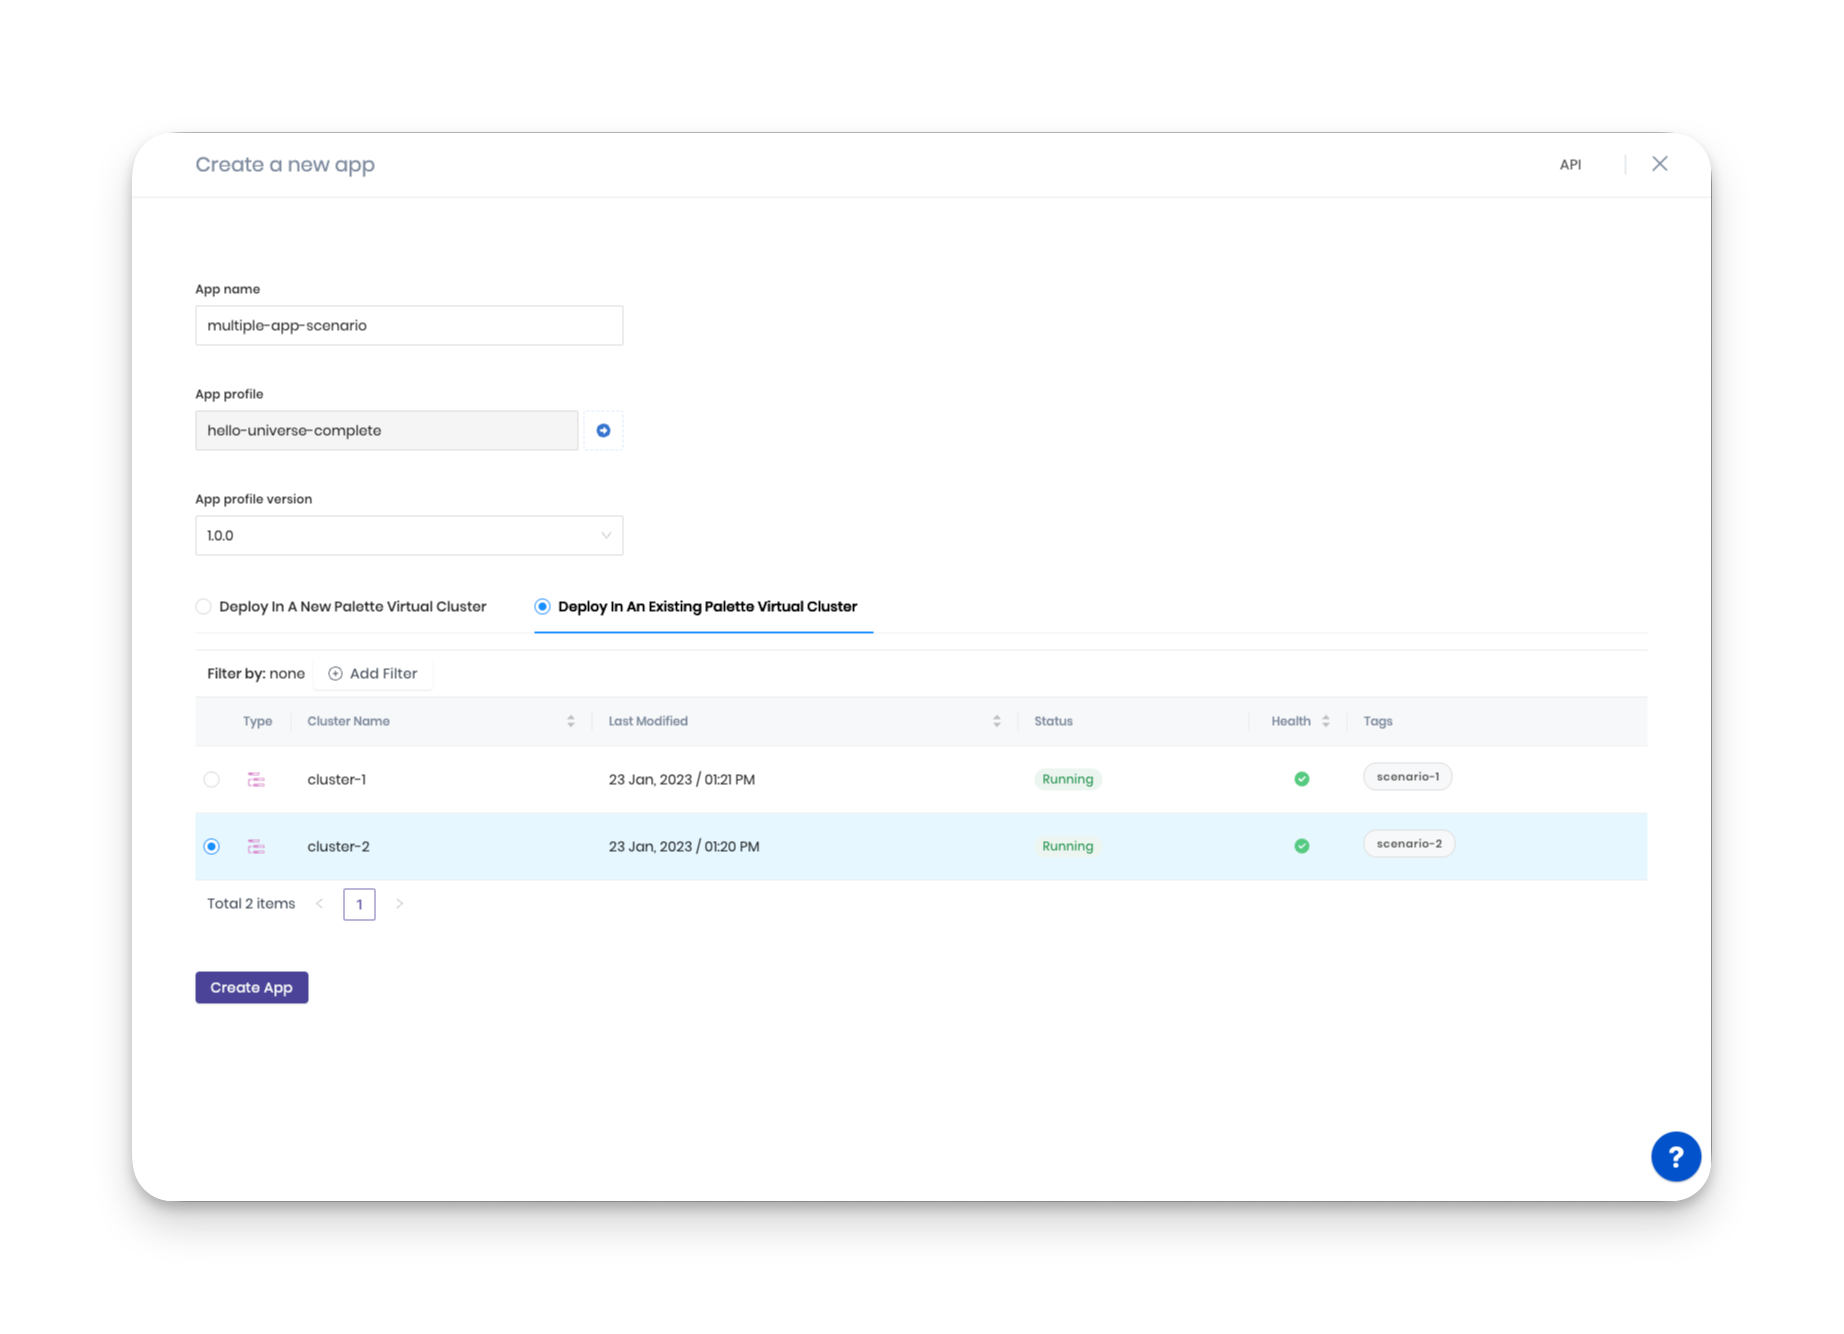 Create a new app
API
App name
multiple-app-scenario
App profile
hello-universe-complete
App profile version
1.0.0
Deploy In A New Palette Virtual Cluster Deploy In An Existing Palette Virtual Cluster
Filter by: none Add Filter
Type Cluster Name Last Modified Status Health Tags
cluster-1 23 Jan, 2023 / 01:21 PM Running scenario-1
cluster-2 23 Jan, 2023 / 01:20 PM Running scenario-2
Total 2 items < 1 >
Create App
?